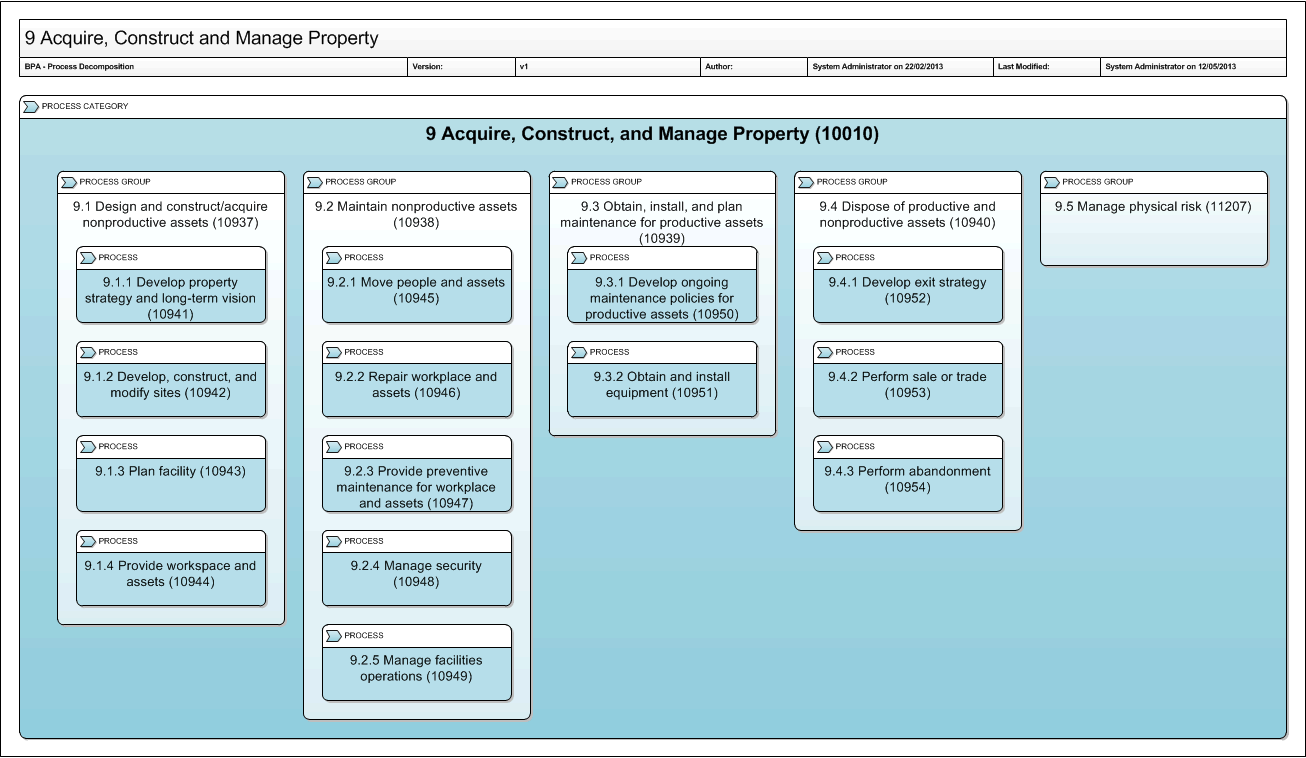 9 Acquire, Construct and Manage Property
BPA - Process Decomposition
Version:
v1
Author:
System Administrator on 22/02/2013
Last Modified:
System Administrator on 12/05/2013
PROCESS CATEGORY
9 Acquire, Construct, and Manage Property (10010)
PROCESS GROUP
9.1 Design and construct/acquire
nonproductive assets (10937)
PROCESS
9.1.1 Develop property
strategy and long-term vision
(10941)
PROCESS
9.1.2 Develop, construct, and
modify sites (10942)
PROCESS
9.1.3 Plan facility (10943)
PROCESS
9.1.4 Provide workspace and
assets (10944)
PROCESS GROUP
9.2 Maintain nonproductive assets
(10938)
PROCESS
9.2.1 Move people and assets
(10945)
PROCESS
9.2.2 Repair workplace and
assets (10946)
PROCESS
9.2.3 Provide preventive
maintenance for workplace
and assets (10947)
PROCESS
9.2.4 Manage security
(10948)
PROCESS
9.2.5 Manage facilities
operations (10949)
PROCESS GROUP
9.3 Obtain, install, and plan
maintenance for productive assets
(10939)
PROCESS
9.3.1 Develop ongoing
maintenance policies for
productive assets (10950)
PROCESS
9.3.2 Obtain and install
equipment (10951)
PROCESS GROUP
9.4 Dispose of productive and
nonproductive assets (10940)
PROCESS
9.4.1 Develop exit strategy
(10952)
PROCESS
9.4.2 Perform sale or trade
(10953)
PROCESS
9.4.3 Perform abandonment
(10954)
PROCESS GROUP
9.5 Manage physical risk (11207)